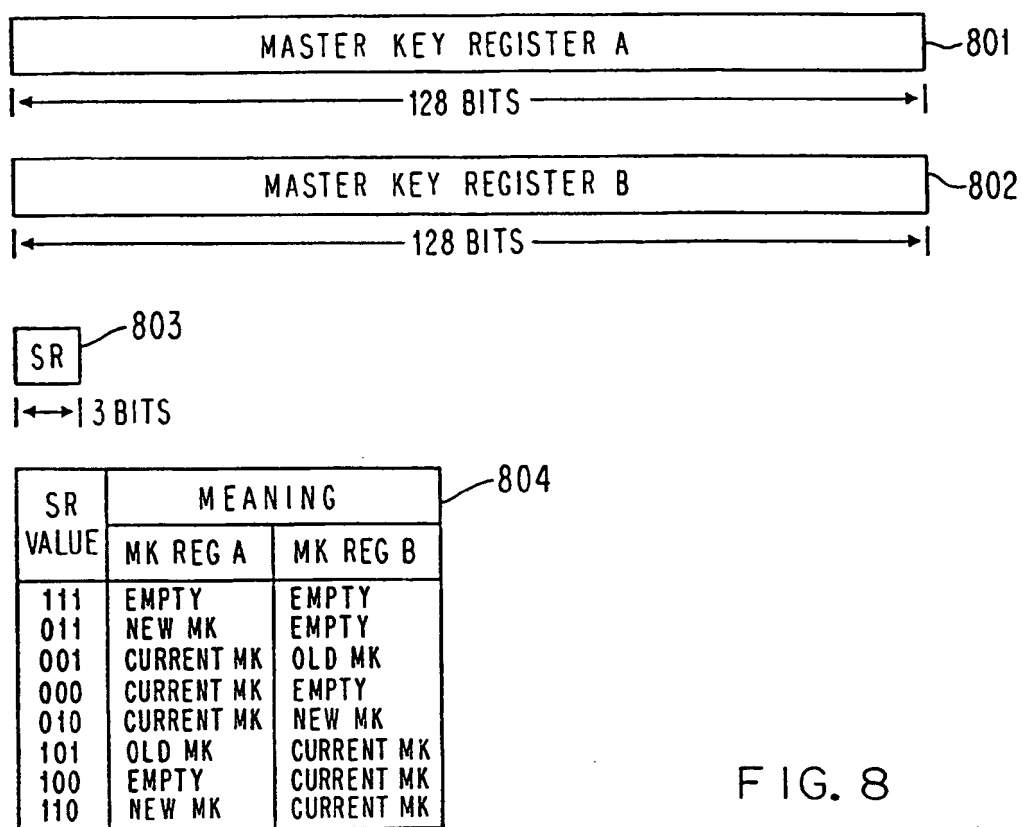 MASTER KEY REGISTER A
801
128 BITS
MASTER KEY REGISTER B
802
128 BITS
SR
803
3 BITS
804
SR VALUE MEANING
MK REG A MK REG B
111 EMPTY EMPTY
011 NEW MK EMPTY
001 CURRENT MK OLD MK
000 CURRENT MK EMPTY
010 CURRENT MK NEW MK
101 OLD MK CURRENT MK
100 EMPTY CURRENT MK
110 NEW MK CURRENT MK
FIG. 8